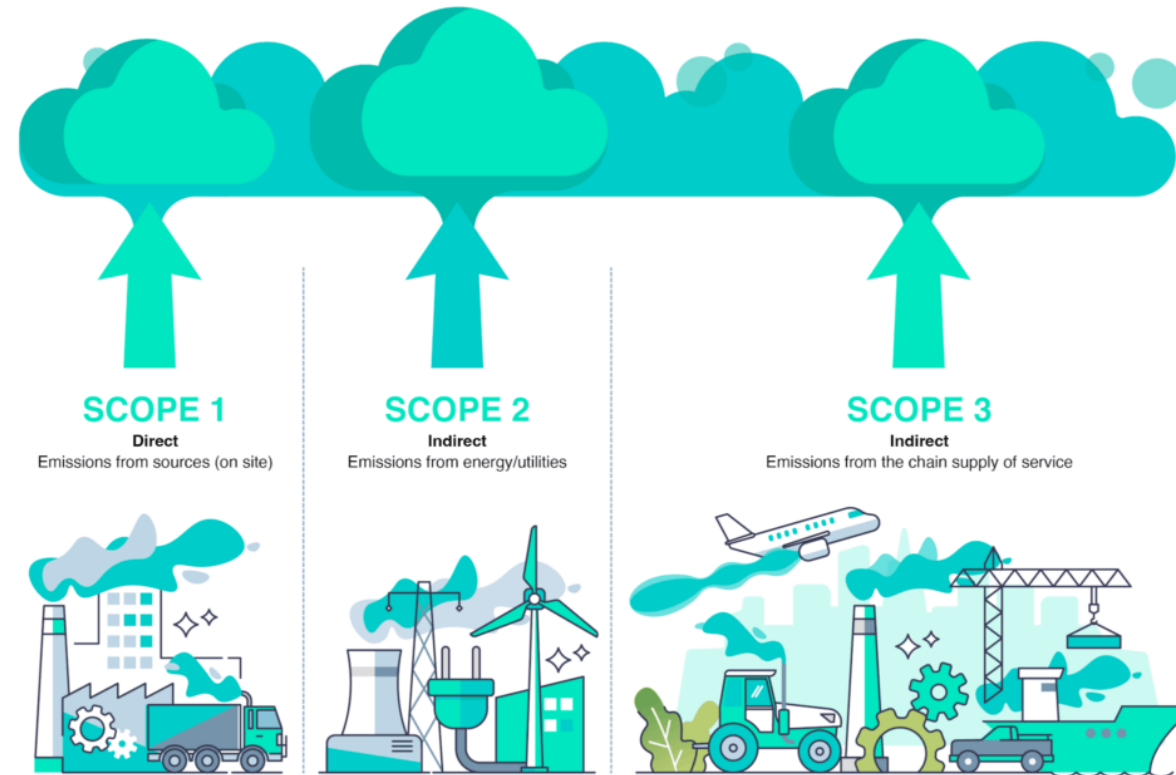 SCOPE 1
Direct
Emissions from sources (on site)
SCOPE 2
Indirect
Emissions from energy/utilities
SCOPE 3
Indirect
Emissions from the chain supply of service